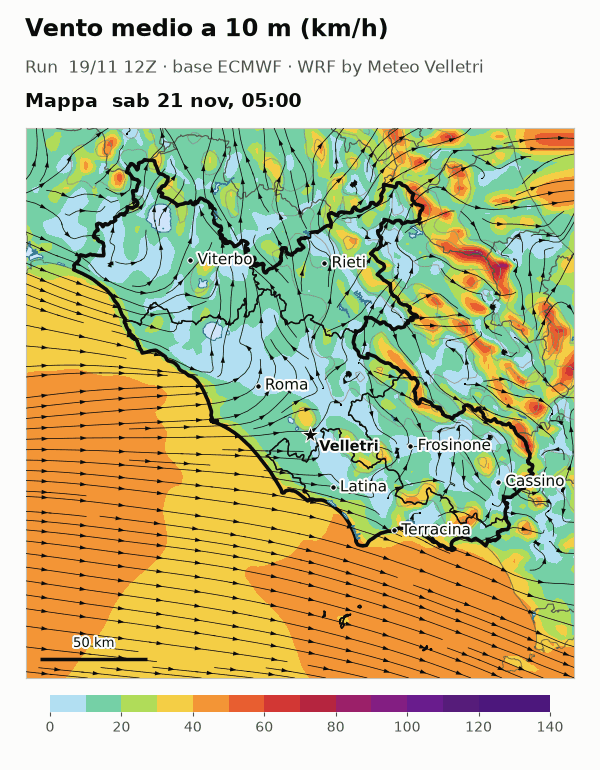 Vento medio a 10 m (km/h)
Run 19/11 12Z · base ECMWF · WRF by Meteo Velletri
Mappa sab 21 nov, 05:00
Viterbo
Rieti
Roma
Velletri
Frosinone
Cassino
Latina
Terracina
50 km
0 20 40 60 80 100 120 140